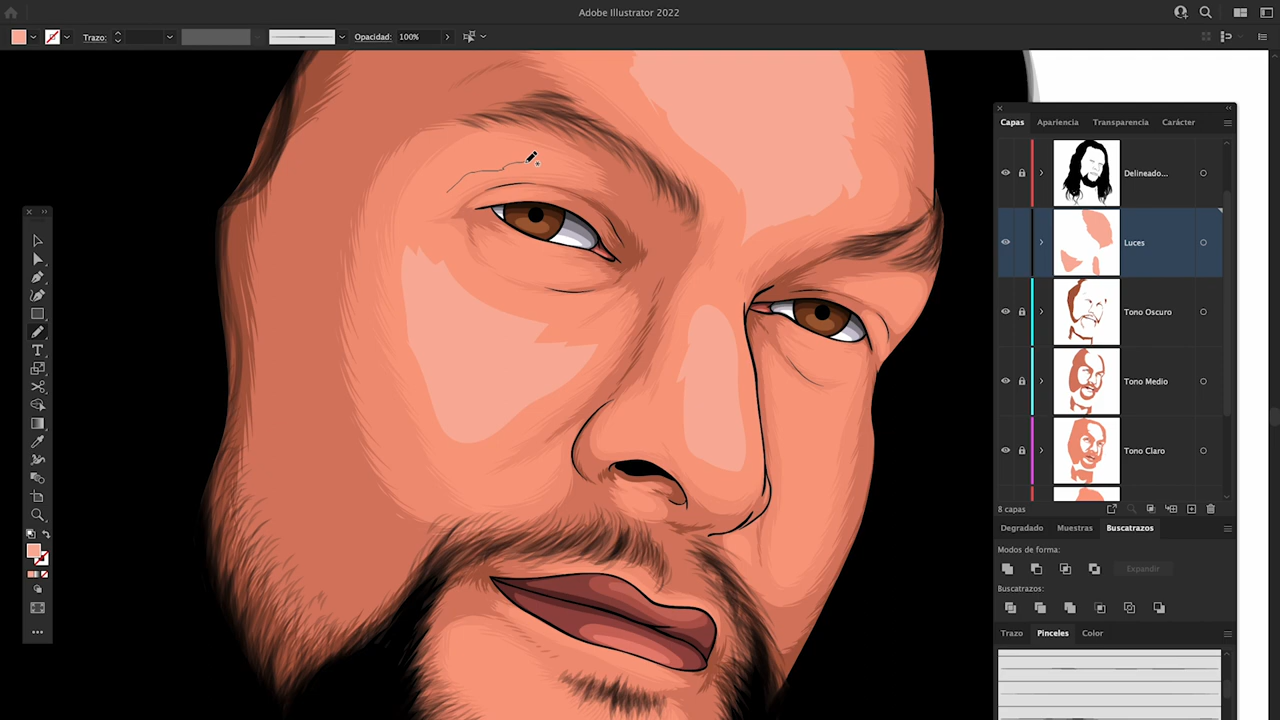 Adobe Illustrator 2022
Trazo:
Opacidad: 100%
Capas Apariencia Transparencia Carácter
Delineado...
Luces
Tono Oscuro
Tono Medio
Tono Claro
8 capas
Degradado Muestras Buscatrazos
Modos de forma:
Expandir
Buscatrazos:
Trazo Pinceles Color